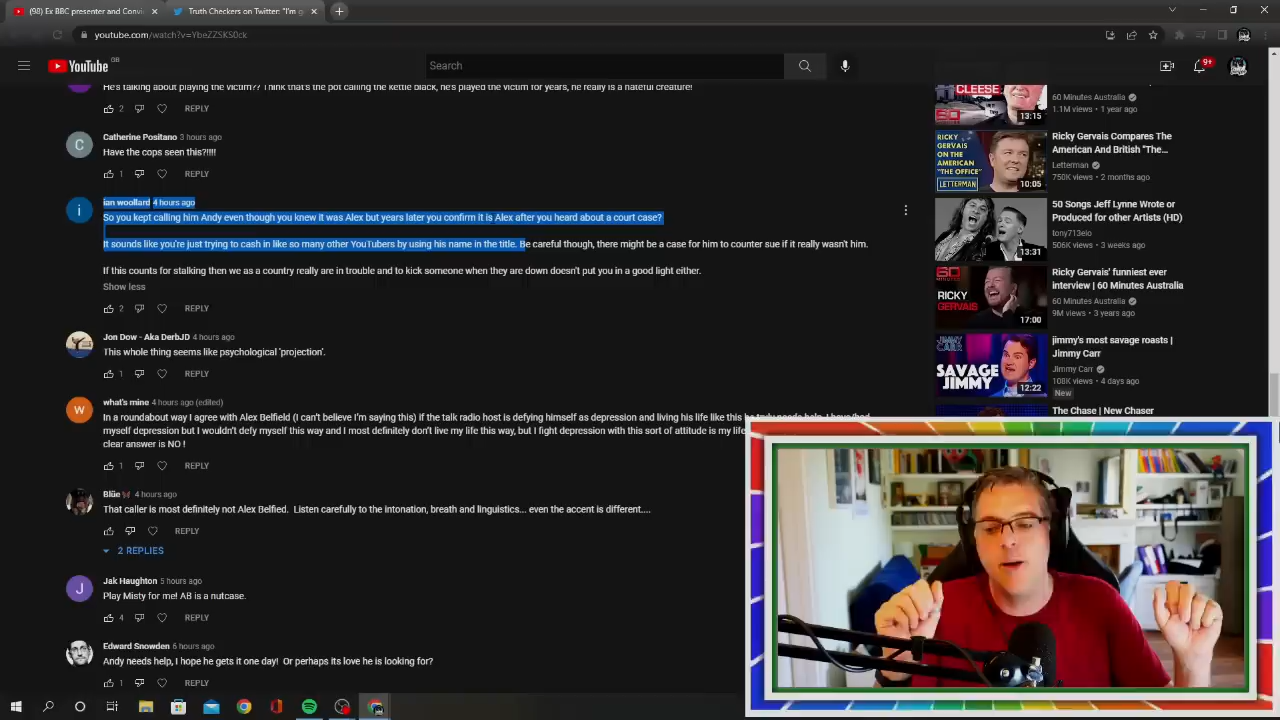 (98) Ex BBC presenter and Convic
Truth Checkers on Twitter: "I'm g
youtube.com/watch?v=YbeZZSKS0ck
YouTube GB
Search
9+
He's talking about playing the victim?? Think that's the pot calling the kettle black, he's played the victim for years, he really is a hateful creature!
2 REPLY
Catherine Positano 3 hours ago
Have the cops seen this?!!!!
1 REPLY
ian woollard 4 hours ago
So you kept calling him Andy even though you knew it was Alex but years later you confirm it is Alex after you heard about a court case?
It sounds like you're just trying to cash in like so many other YouTubers by using his name in the title. Be careful though, there might be a case for him to counter sue if it really wasn't him.
If this counts for stalking then we as a country really are in trouble and to kick someone when they are down doesn't put you in a good light either.
Show less
2 REPLY
Jon Dow - Aka DerbJD 4 hours ago
This whole thing seems like psychological 'projection'.
1 REPLY
what's mine 4 hours ago (edited)
In a roundabout way I agree with Alex Belfield (I can't believe I'm saying this) If the talk radio host is defying himself as depression and living his life like this he truly needs help. I have/had
myself depression but I wouldn't defy myself this way and I most definitely don't live my life this way, but I fight depression with this sort of attitude is my life
clear answer is NO !
1 REPLY
Blüe 4 hours ago
That caller is most definitely not Alex Belfied. Listen carefully to the intonation, breath and linguistics... even the accent is different....
REPLY
2 REPLIES
Jak Haughton 5 hours ago
Play Misty for me! AB is a nutcase.
4 REPLY
Edward Snowden 6 hours ago
Andy needs help, I hope he gets it one day! Or perhaps its love he is looking for?
1 REPLY
CLEESE
60
13:15
60 Minutes Australia
1.1M views • 1 year ago
RICKY
GERVAIS
ON THE
AMERICAN
"THE OFFICE"
LETTERMAN
10:05
Ricky Gervais Compares The
American And British "The...
Letterman
750K views • 2 months ago
13:31
50 Songs Jeff Lynne Wrote or
Produced for other Artists (HD)
tony713eio
506K views • 3 weeks ago
60
RICKY
GERVAIS
17:00
Ricky Gervais' funniest ever
interview | 60 Minutes Australia
60 Minutes Australia
9M views • 3 years ago
JIMMY
CARR
SAVAGE
JIMMY
12:22
jimmy's most savage roasts |
Jimmy Carr
Jimmy Carr
108K views • 4 days ago
New
The Chase | New Chaser